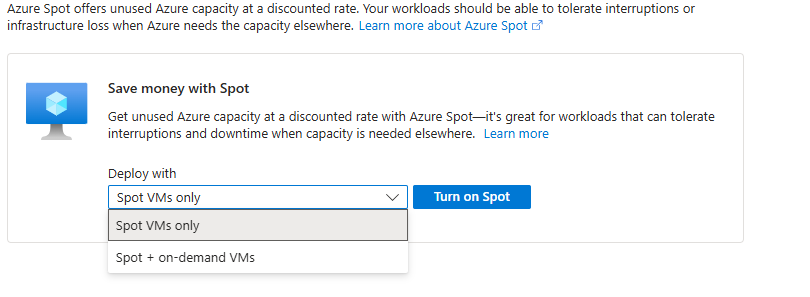 Azure Spot offers unused Azure capacity at a discounted rate. Your workloads should be able to tolerate interruptions or
infrastructure loss when Azure needs the capacity elsewhere. Learn more about Azure Spot
Save money with Spot
Get unused Azure capacity at a discounted rate with Azure Spot—it's great for workloads that can tolerate
interruptions and downtime when capacity is needed elsewhere. Learn more
Deploy with
Spot VMs only
Turn on Spot
Spot VMs only
Spot + on-demand VMs